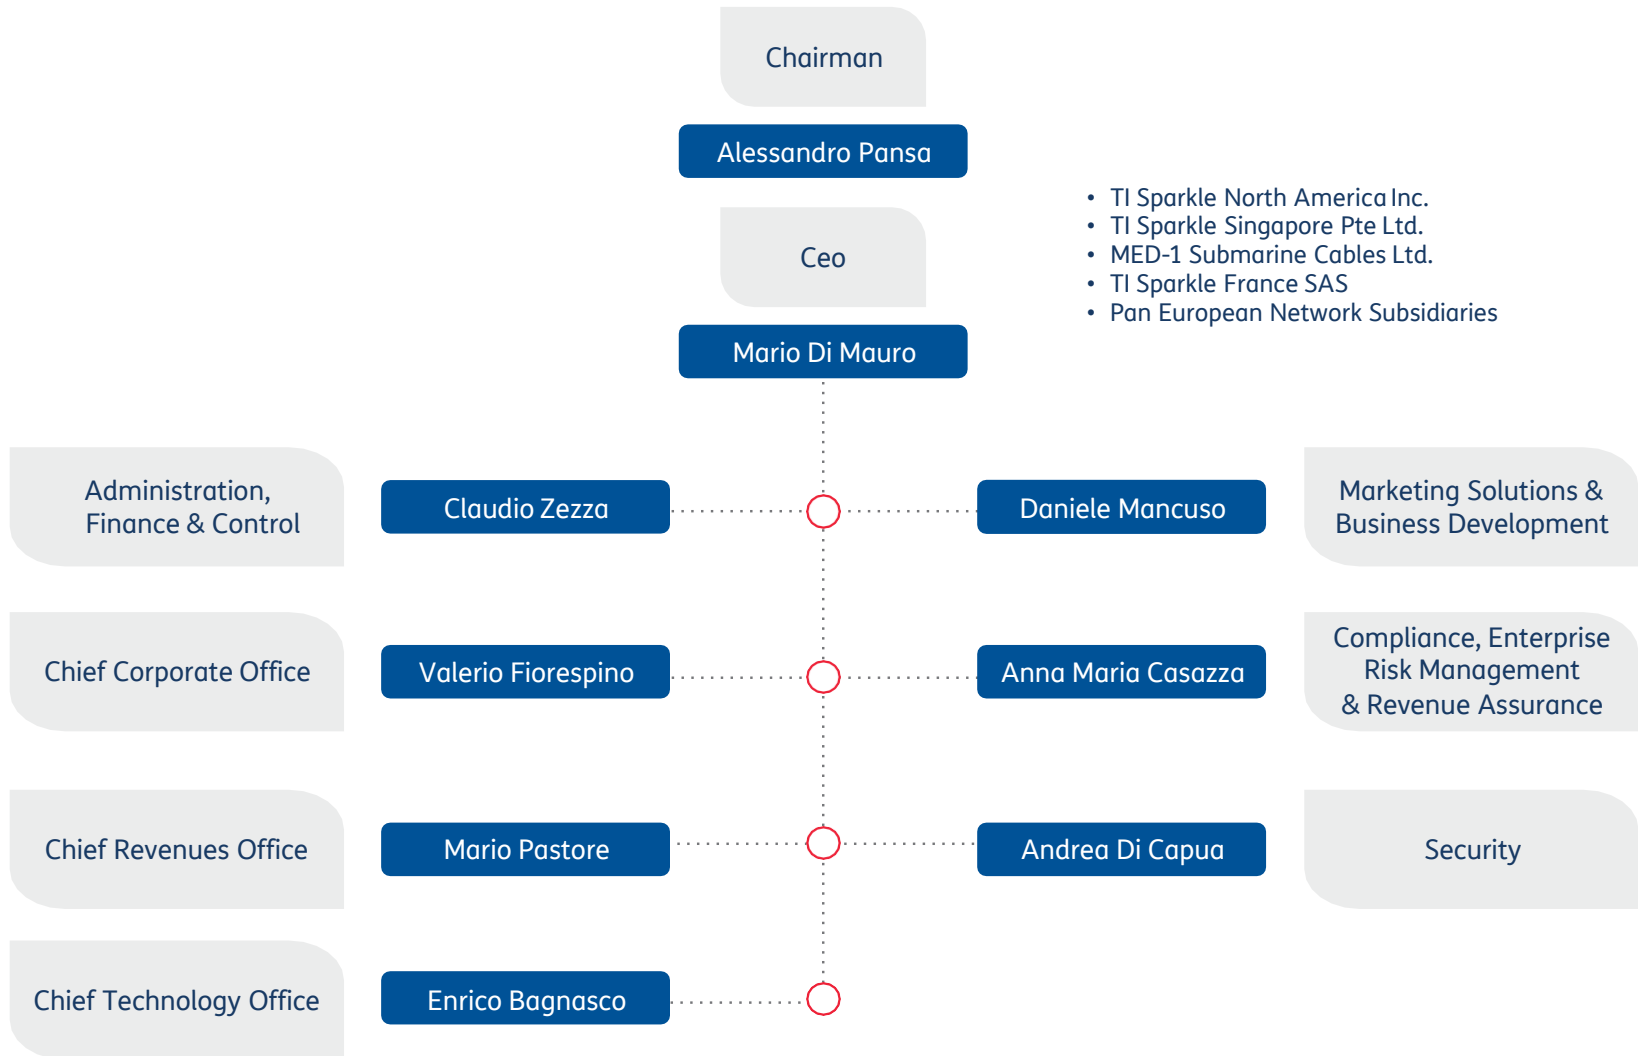 Chairman
Alessandro Pansa
Ceo
Mario Di Mauro
• TI Sparkle North America Inc.
• TI Sparkle Singapore Pte Ltd.
• MED-1 Submarine Cables Ltd.
• TI Sparkle France SAS
• Pan European Network Subsidiaries
Administration,
Finance & Control
Claudio Zezza
Daniele Mancuso
Marketing Solutions &
Business Development
Chief Corporate Office
Valerio Fiorespino
Anna Maria Casazza
Compliance, Enterprise
Risk Management
& Revenue Assurance
Chief Revenues Office
Mario Pastore
Andrea Di Capua
Security
Chief Technology Office
Enrico Bagnasco